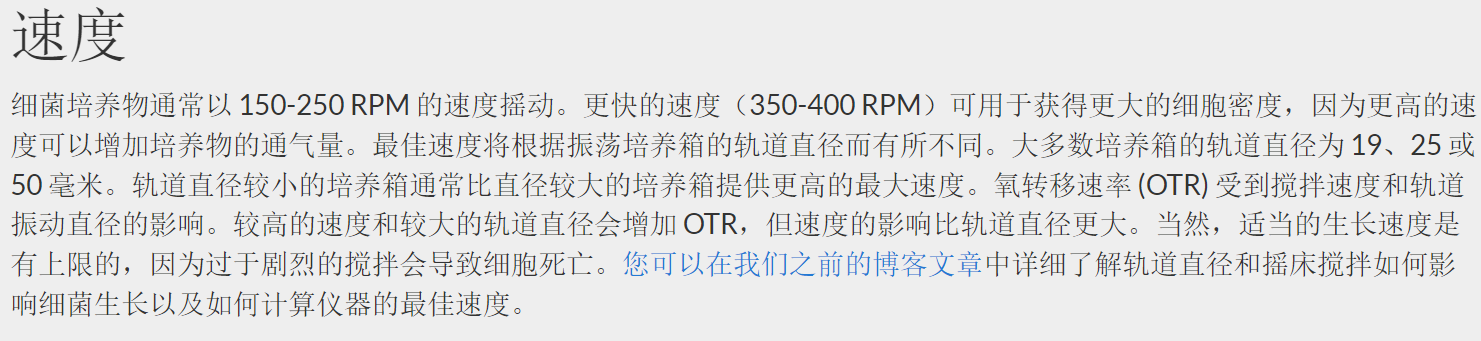 速度
细菌培养物通常以 150-250 RPM 的速度摇动。更快的速度（350-400 RPM）可用于获得更大的细胞密度，因为更高的速
度可以增加培养物的通气量。最佳速度将根据振荡培养箱的轨道直径而有所不同。大多数培养箱的轨道直径为 19、25 或
50 毫米。轨道直径较小的培养箱通常比直径较大的培养箱提供更高的最大速度。氧转移速率 (OTR) 受到搅拌速度和轨道
振动直径的影响。较高的速度和较大的轨道直径会增加 OTR，但速度的影响比轨道直径更大。当然，适当的生长速度是
有上限的，因为过于剧烈的搅拌会导致细胞死亡。您可以在我们之前的博客文章中详细了解轨道直径和摇床搅拌如何影
响细菌生长以及如何计算仪器的最佳速度。